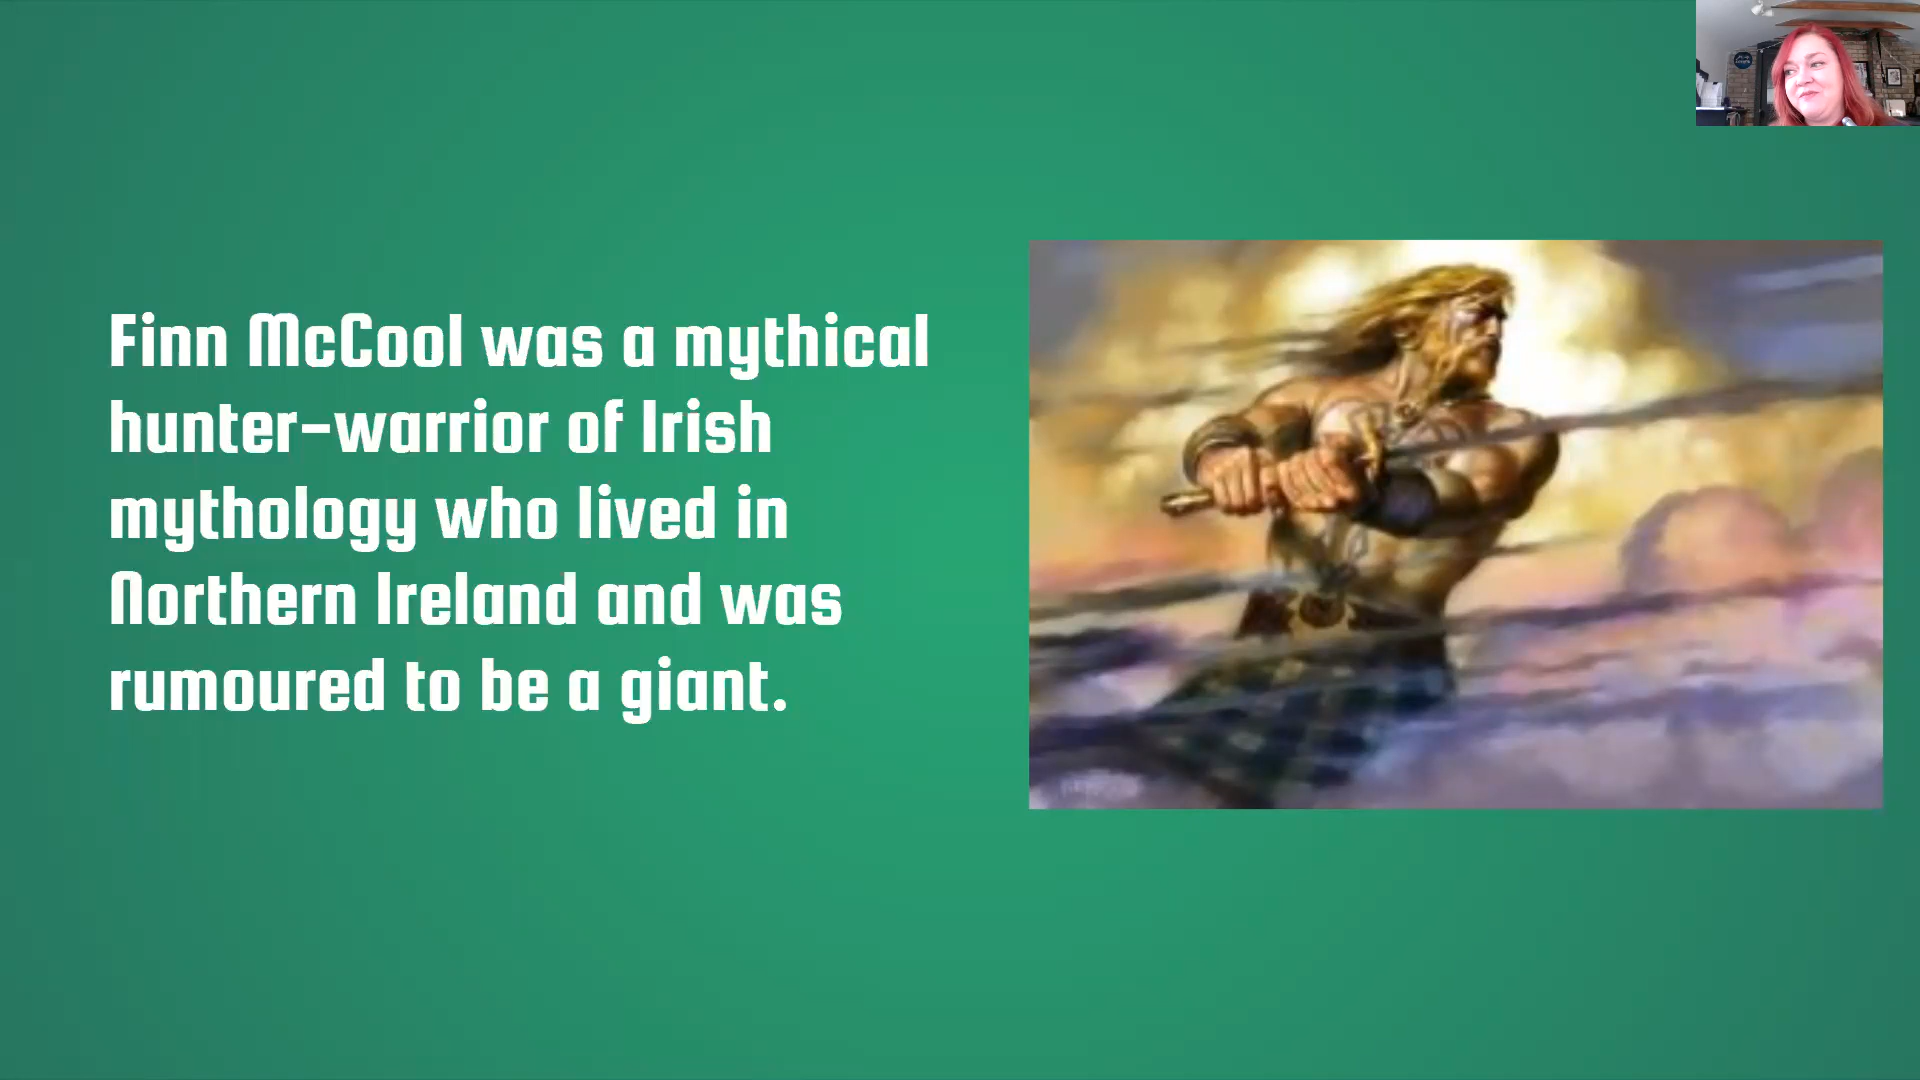 Finn McCool was a mythical
hunter-warrior of Irish
mythology who lived in
Northern Ireland and was
rumoured to be a giant.